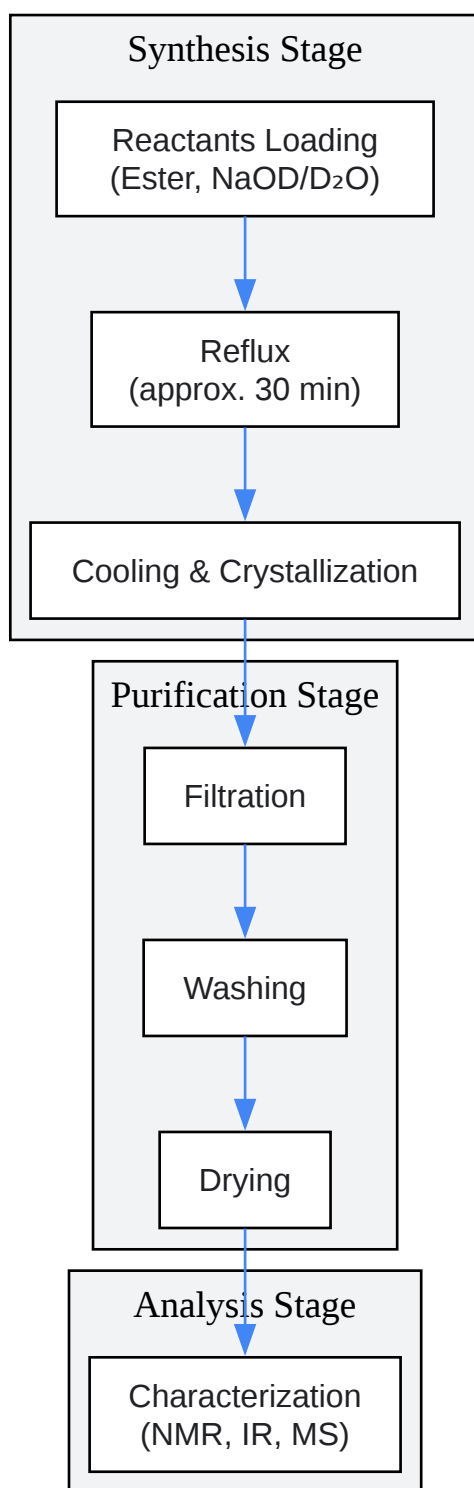 Synthesis Stage
Reactants Loading
(Ester, NaOD/D₂O)
Reflux
(approx. 30 min)
Cooling & Crystallization
Purification Stage
Filtration
Washing
Drying
Analysis Stage
Characterization
(NMR, IR, MS)